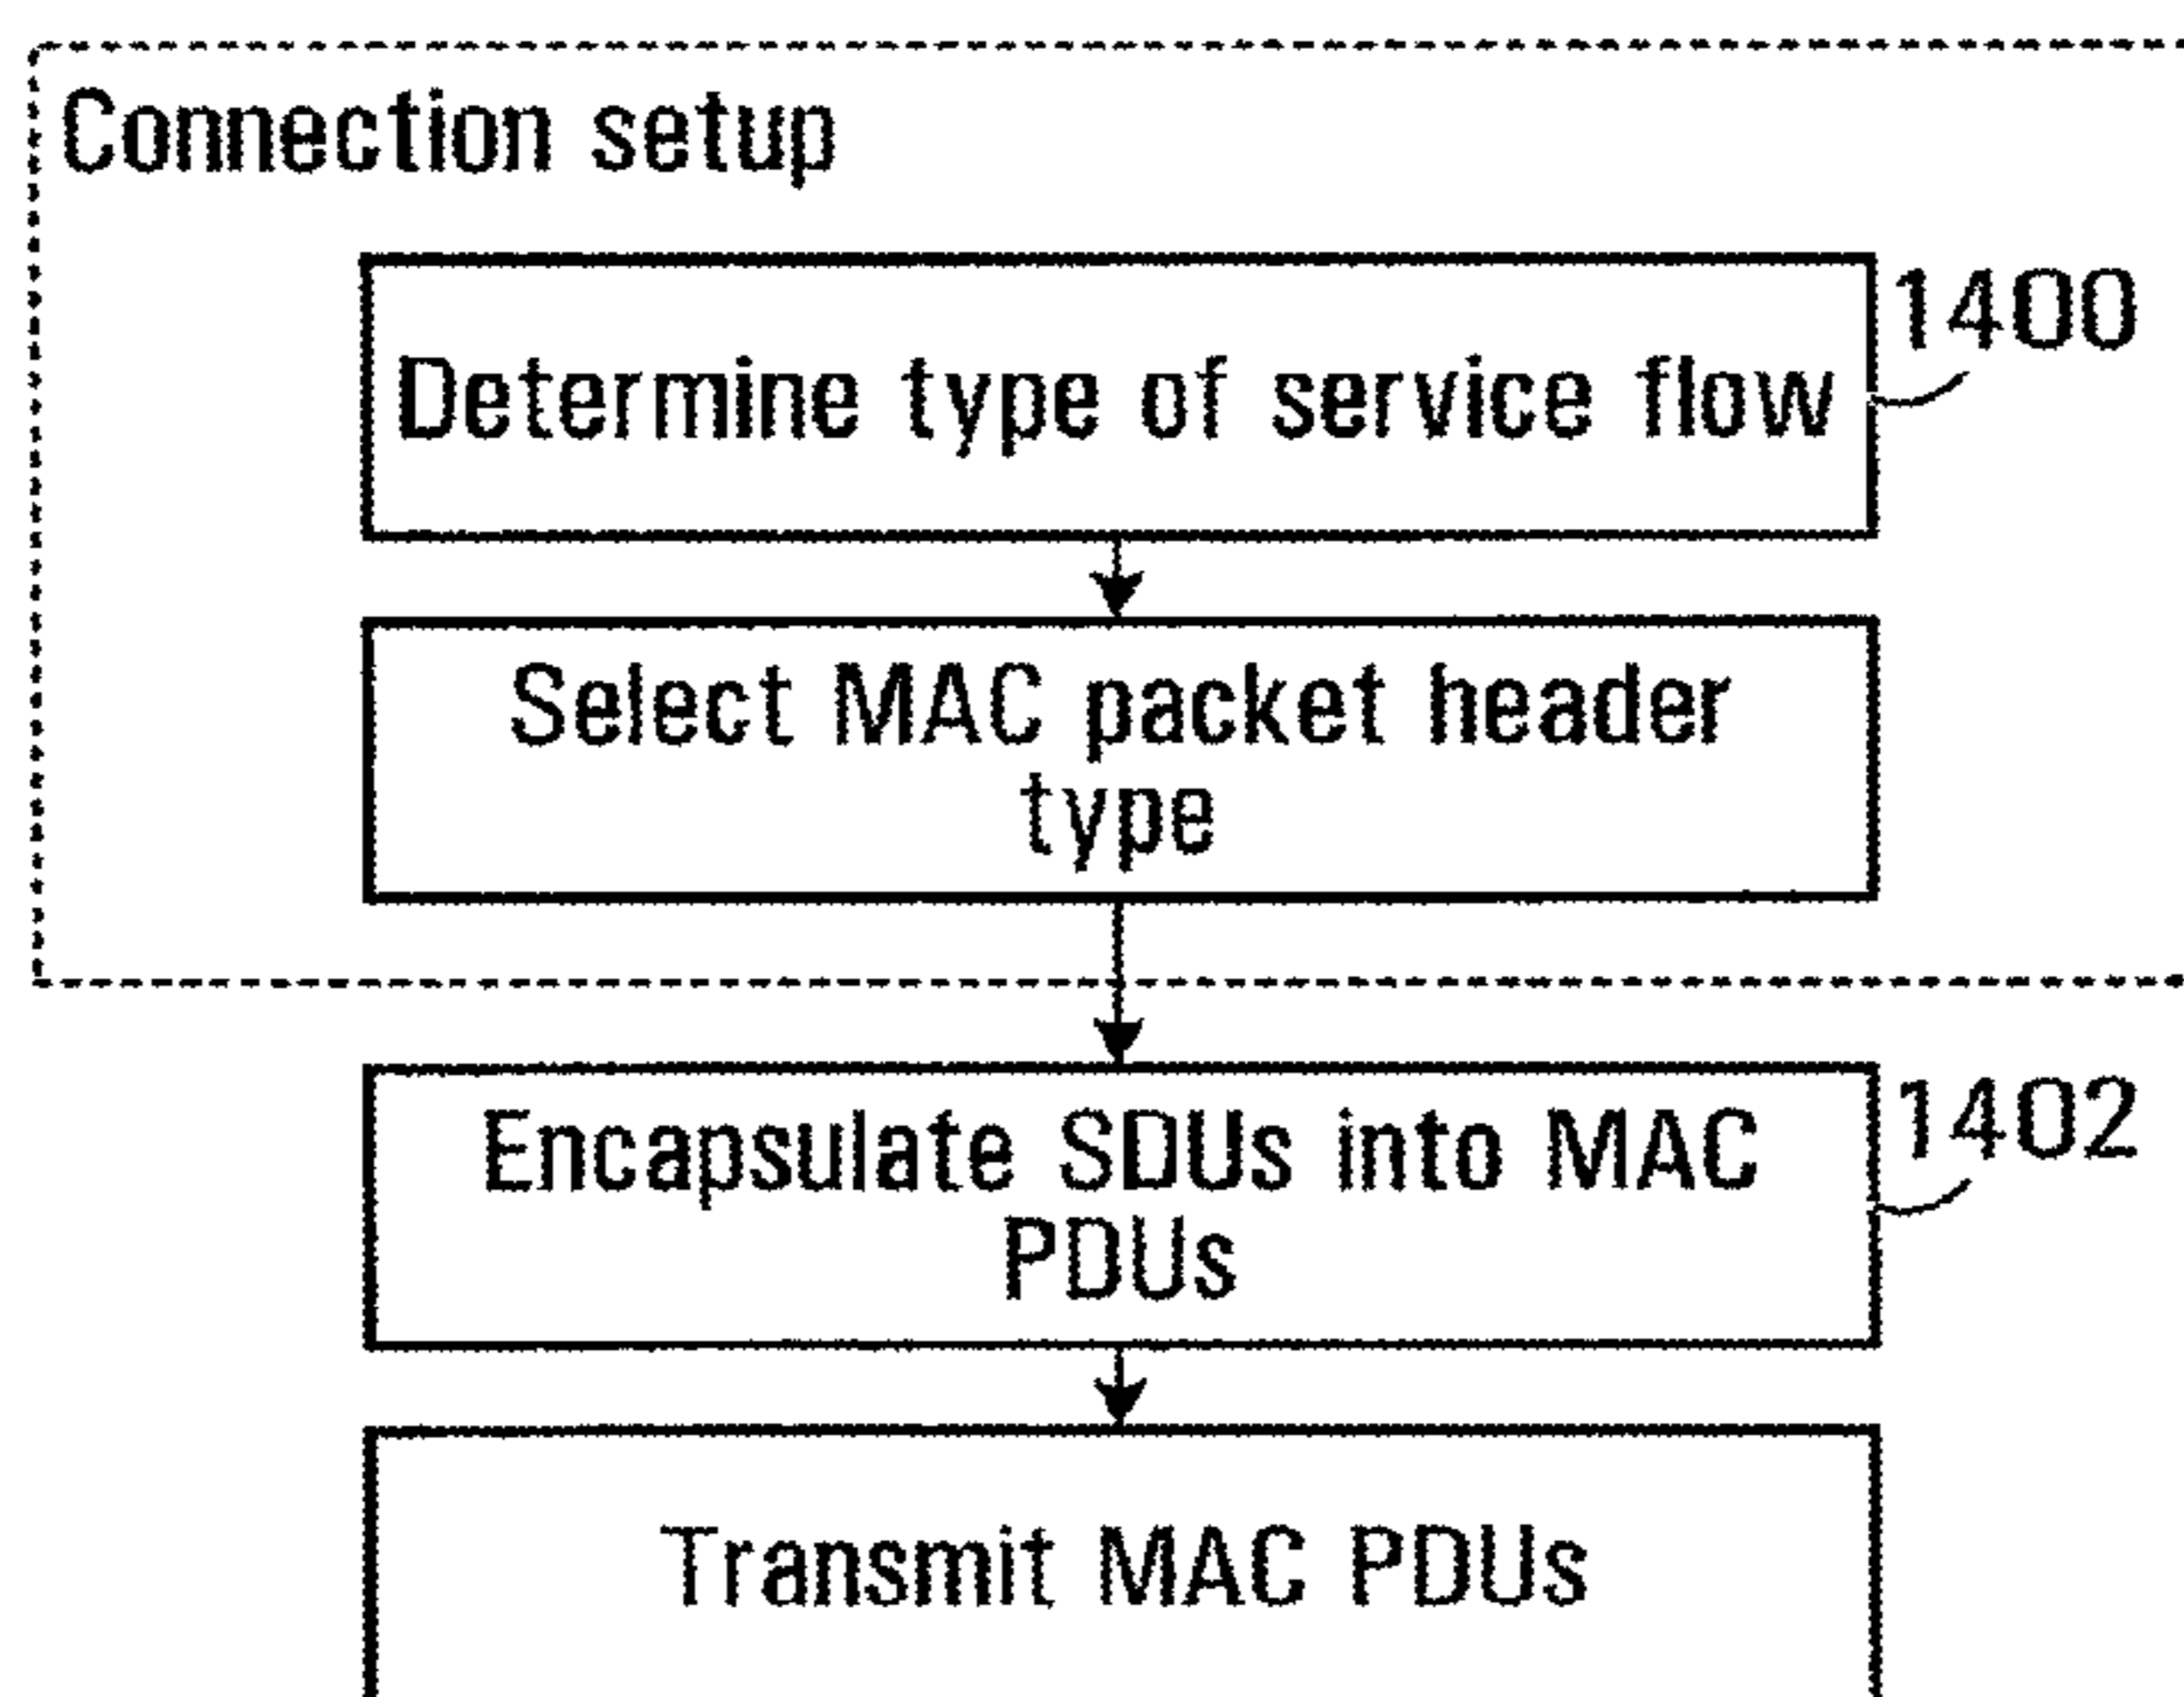 Connection setup
1400
Determine type of service flow
Select MAC packet header
type
1402
Encapsulate SDUs into MAC
PDUs
Transmit MAC PDUs